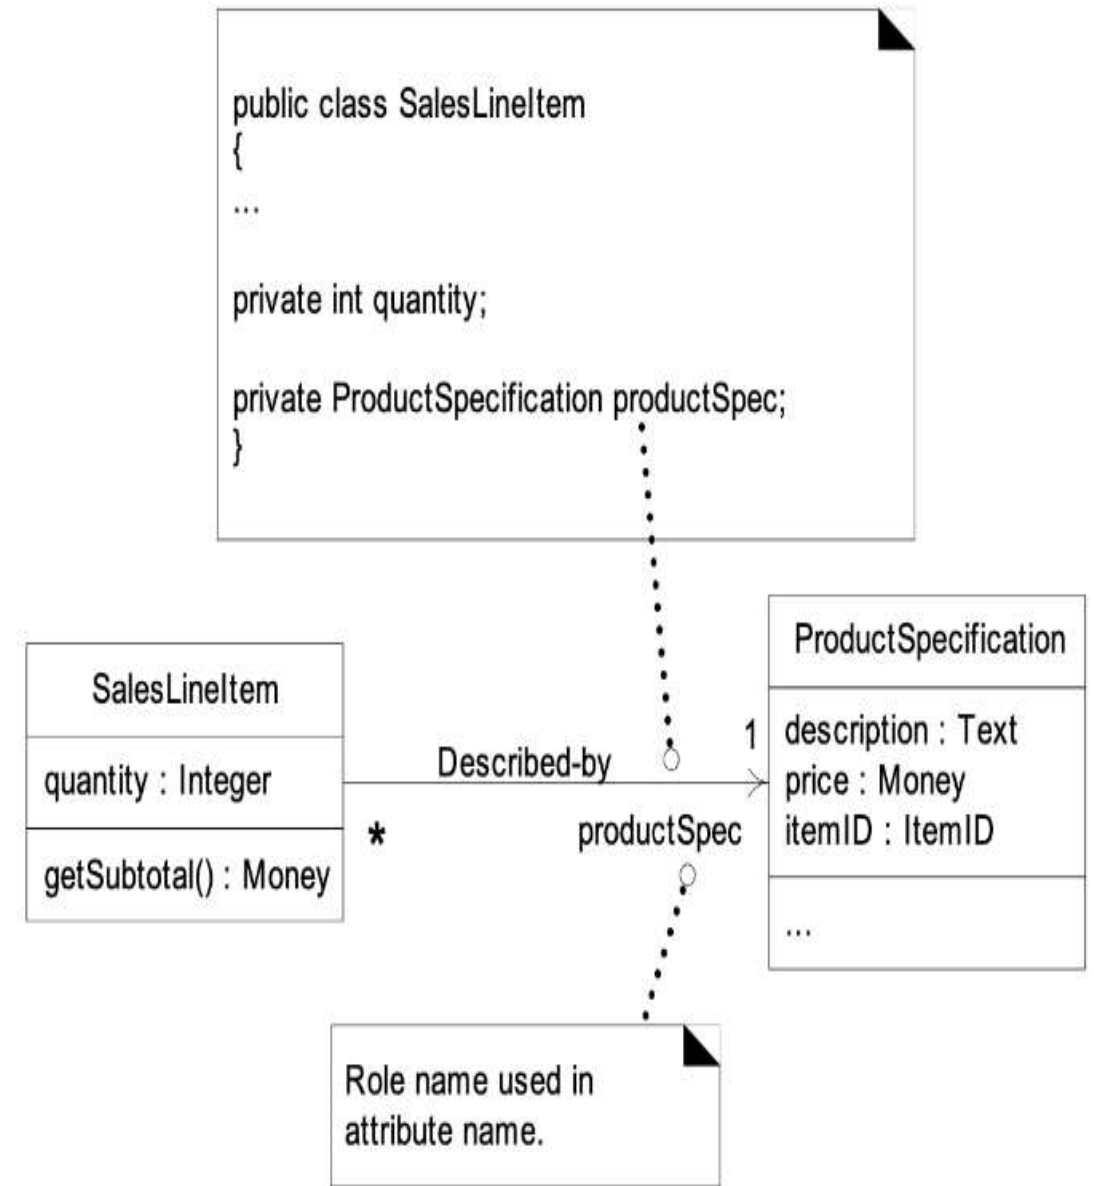 public class SalesLineItem
{
...
private int quantity;
private ProductSpecification productSpec;
}
SalesLineItem
quantity : Integer
getSubtotal() : Money
Described-by
*
1
productSpec
ProductSpecification
description : Text
price : Money
itemID : ItemID
...
Role name used in
attribute name.